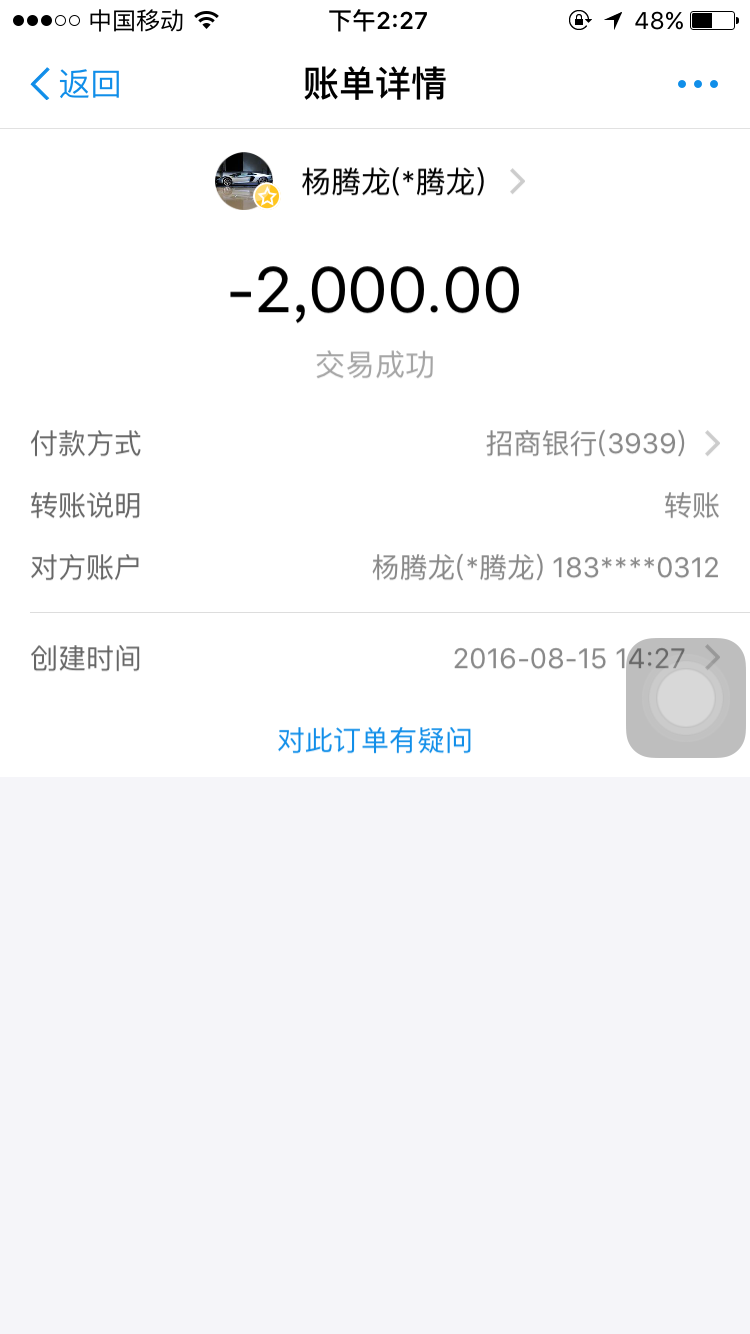 中国移动 下午2:27 48%
返回 账单详情
杨腾龙(*腾龙)
-2,000.00
交易成功
付款方式 招商银行(3939)
转账说明 转账
对方账户 杨腾龙(*腾龙) 183****0312
创建时间 2016-08-15 14:27
对此订单有疑问